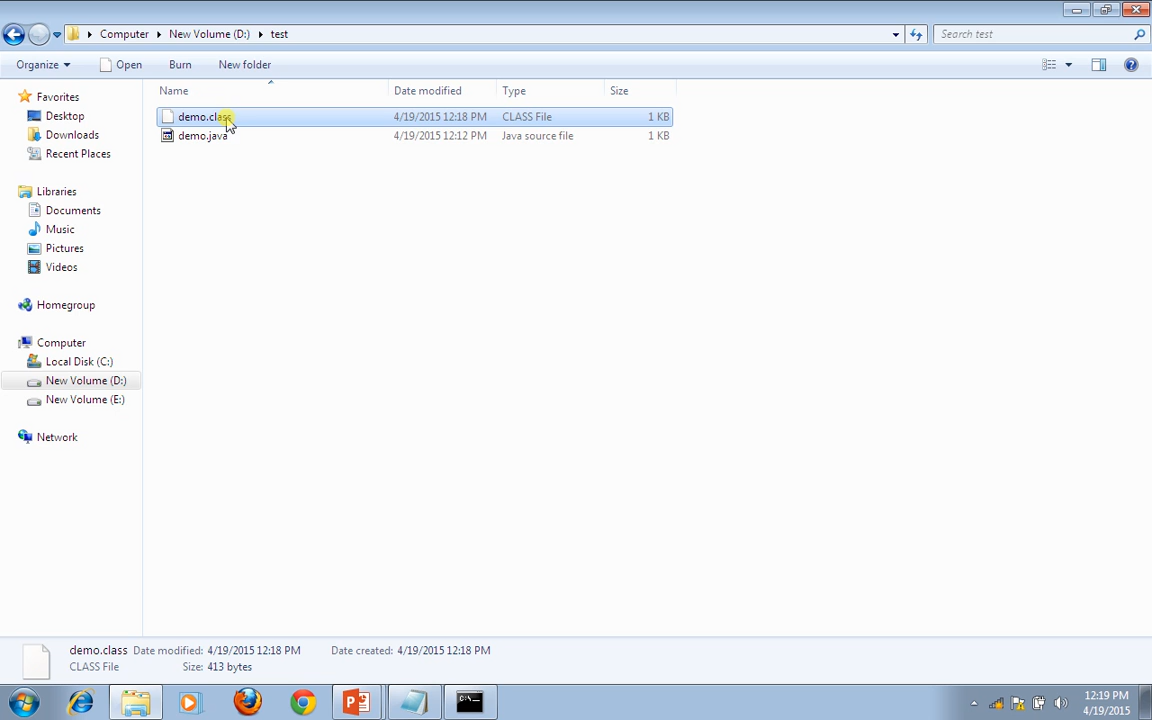 Computer New Volume (D:) test
Search test
Organize Open Burn New folder
Name Date modified Type Size
Favorites
Desktop
Downloads
Recent Places
Libraries
Documents
Music
Pictures
Videos
Homegroup
Computer
Local Disk (C:)
New Volume (D:)
New Volume (E:)
Network
demo.class 4/19/2015 12:18 PM CLASS File 1 KB
demo.java 4/19/2015 12:12 PM Java source file 1 KB
demo.class Date modified: 4/19/2015 12:18 PM Date created: 4/19/2015 12:18 PM
CLASS File Size: 413 bytes
12:19 PM
4/19/2015